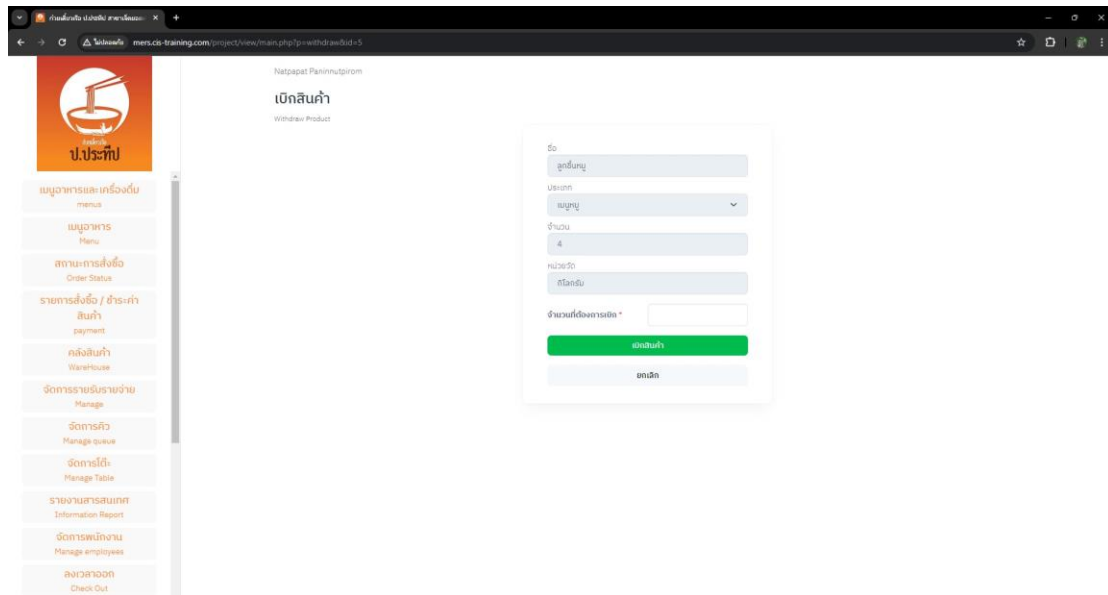 ไม่ปลอดภัย mers.cis-training.com/project/view/main.php?p=withdraw&id=5
ป.ประทีป
Natpapat Paninnutpirom
เบิกสินค้า
Withdraw Product
เมนูอาหารและเครื่องดื่ม
menus
เมนูอาหาร
Menu
สถานะการสั่งซื้อ
Order Status
รายการสั่งซื้อ / ชำระค่า
สินค้า
payment
คลังสินค้า
WareHouse
จัดการรายรับรายจ่าย
Manage
จัดการคิว
Manage queue
จัดการโต๊ะ
Manage Table
รายงานสารสนเทศ
Information Report
จัดการพนักงาน
Manage employees
ลงเวลาออก
Check Out
ชื่อ
ลูกชิ้นหมู
ประเภท
เมนูหมู
จำนวน
4
หน่วยวัด
กิโลกรัม
จำนวนที่ต้องการเบิก *
เบิกสินค้า
ยกเลิก